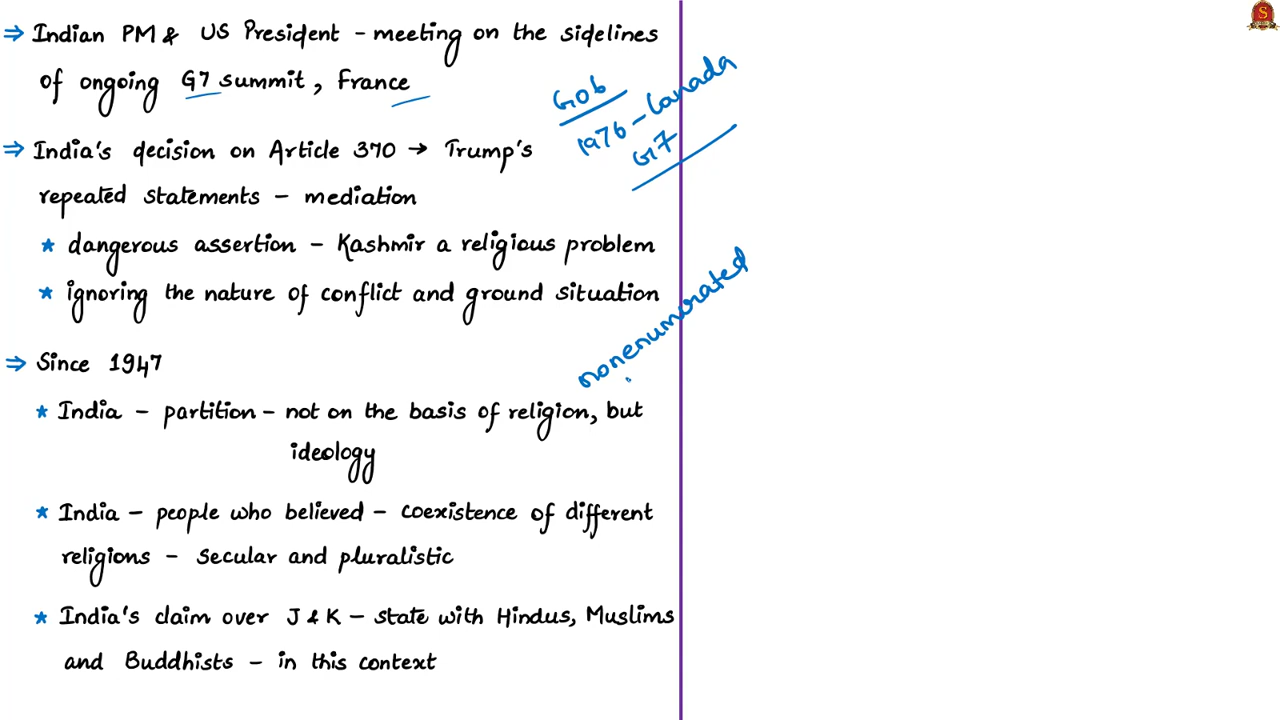 ⇒ Indian PM & US President - meeting on the sidelines
of ongoing G7 summit, France
G06
1976 - Canada
G7
⇒ India's decision on Article 370 → Trump's
repeated statements - mediation
* dangerous assertion - Kashmir a religious problem
* ignoring the nature of conflict and ground situation
nonenumerated
⇒ Since 1947
* India - partition - not on the basis of religion, but
ideology
* India - people who believed - coexistence of different
religions - secular and pluralistic
* India's claim over J & K - state with Hindus, Muslims
and Buddhists - in this context